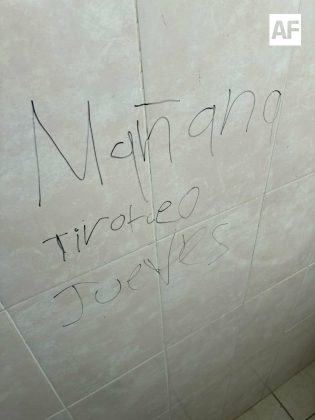 AF
Mañana
Tiroteo
Jueves